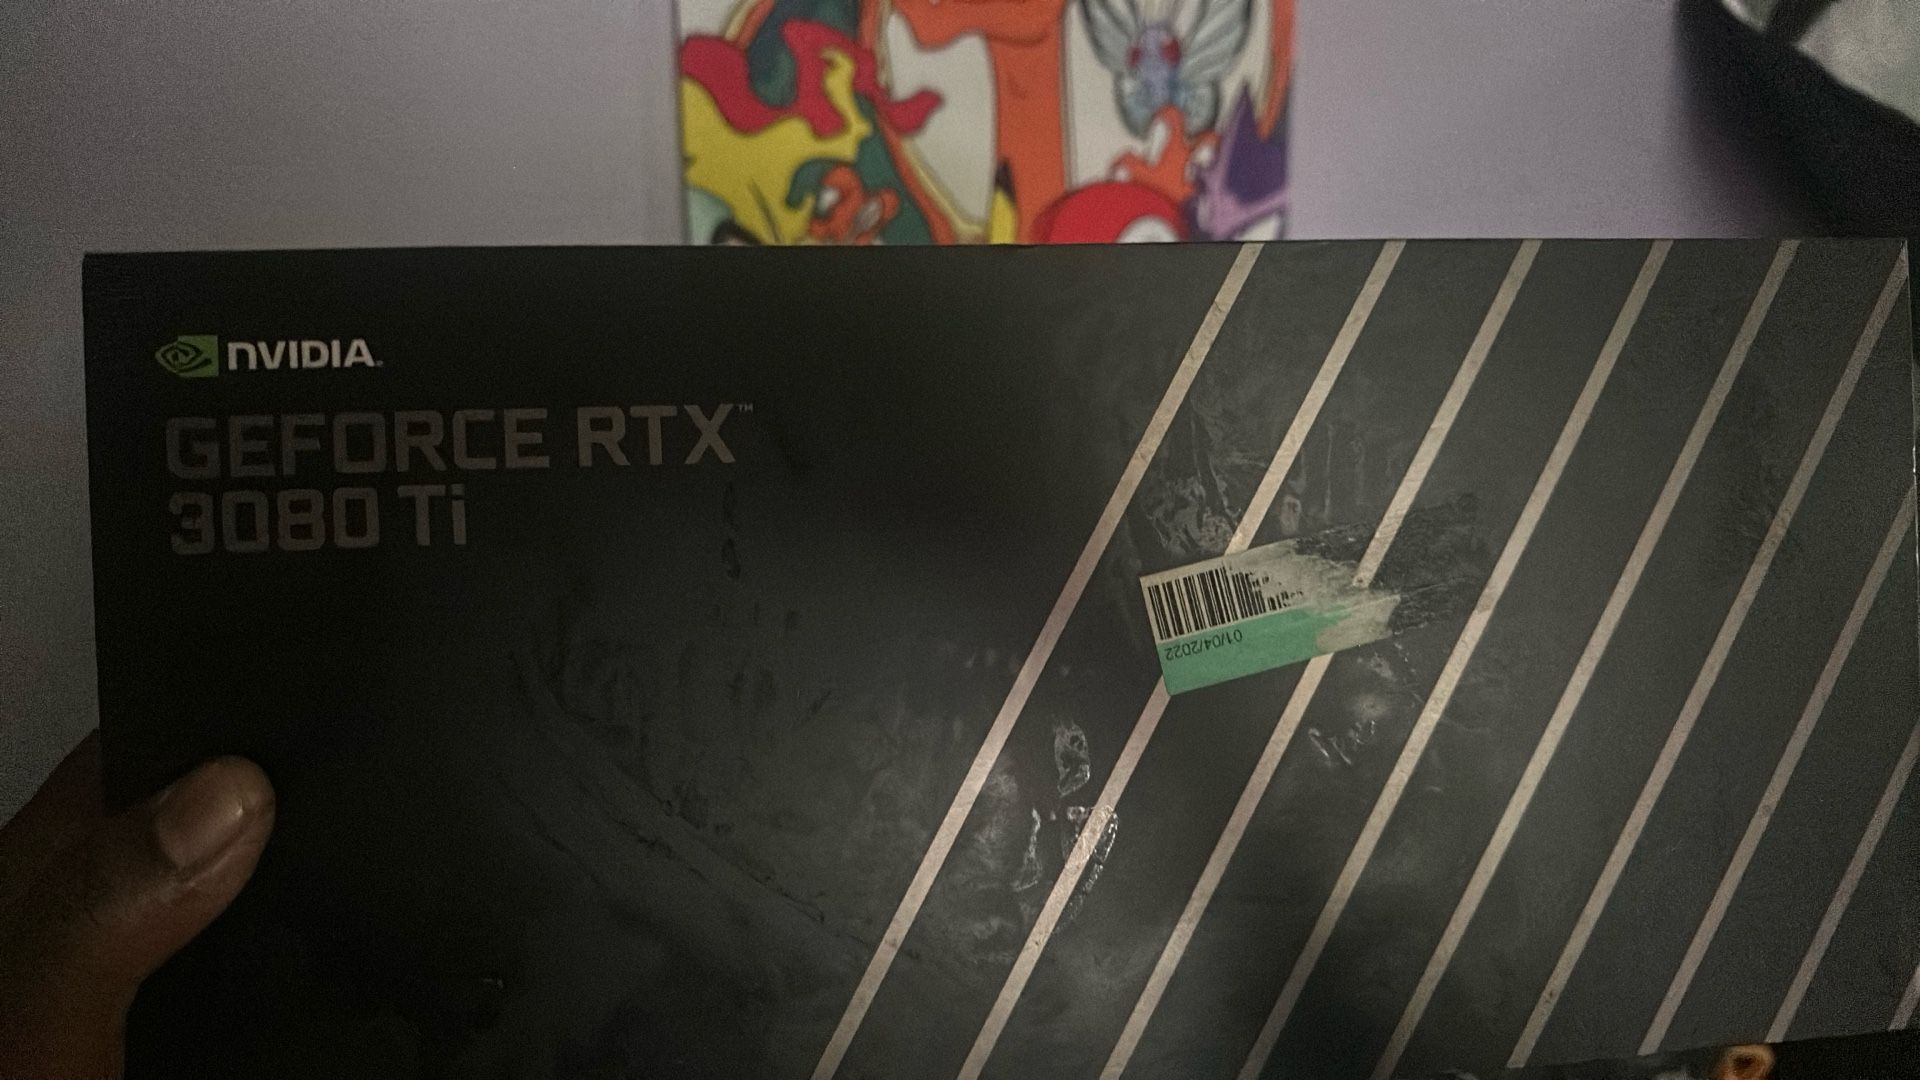 NVIDIA.
GEFORCE RTX™
3080 Ti
01/04/2022